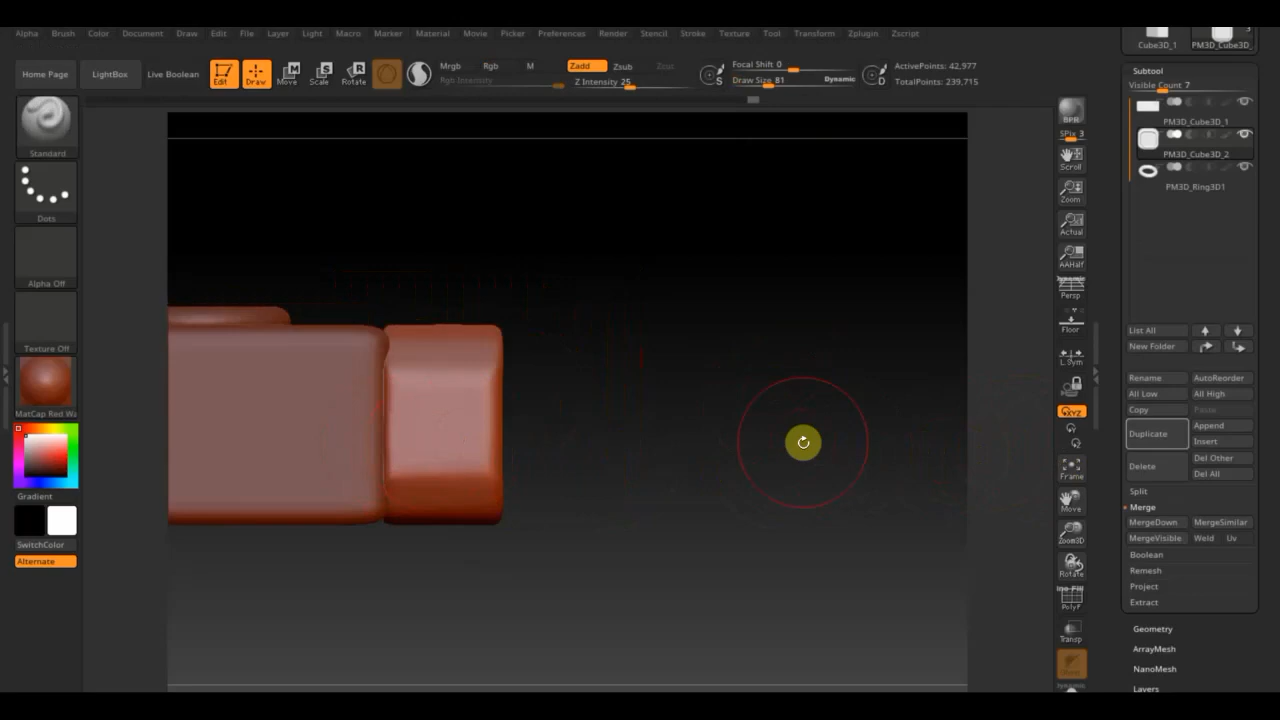 Alpha Brush Color Document Draw Edit File Layer Light Macro Marker Material Movie Picker Preferences Render Stencil Stroke Texture Tool Transform Zplugin Zscript
Cube3D_1 PM3D_Cube3D_
Home Page LightBox Live Boolean Edit Draw Move Scale Rotate
Mrgb Rgb M
Rgb Intensity
Zadd Zsub Zcut
Z Intensity 25
Focal Shift 0
Draw Size 81 Dynamic
S
D
ActivePoints: 42,977
TotalPoints: 239,715
Standard
Dots
Alpha Off
Texture Off
MatCap Red Wa
Gradient
SwitchColor
Alternate
BPR
SPix 3
Scroll
Zoom
Actual
AAHalf
Dynamic
Persp
Floor
L.Sym
XYZ
Frame
Move
Zoom3D
Rotate
PolyF
Transp
Dynamic
Subtool
Visible Count 7
PM3D_Cube3D_1
PM3D_Cube3D_2
PM3D_Ring3D1
List All
New Folder
Rename AutoReorder
All Low All High
Copy Paste
Duplicate Append
Insert
Delete Del Other
Del All
Split
Merge
MergeDown MergeSimilar
MergeVisible Weld Uv
Boolean
Remesh
Project
Extract
Geometry
ArrayMesh
NanoMesh
Layers